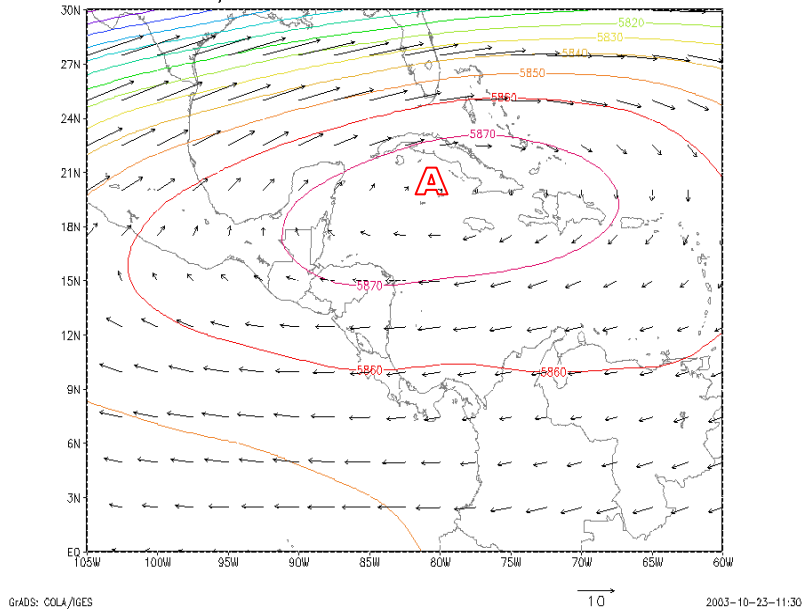 30N
5820
5830
5840
27N
5850
5860
24N
5870
21N
A
18N
15N
5870
12N
5860
5860
9N
6N
3N
EQ
105W 100W 95W 90W 85W 80W 75W 70W 65W 60W
10
GrADS: COLA/IGES
2003-10-23-11:30